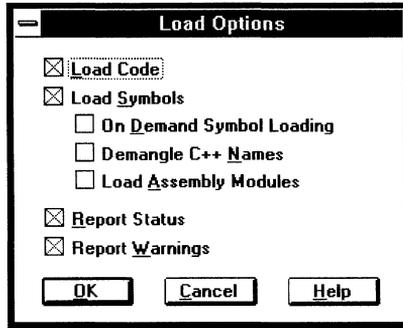 Load Options
Load Code
Load Symbols
On Demand Symbol Loading
Demangle C++ Names
Load Assembly Modules
Report Status
Report Warnings
OK Cancel Help